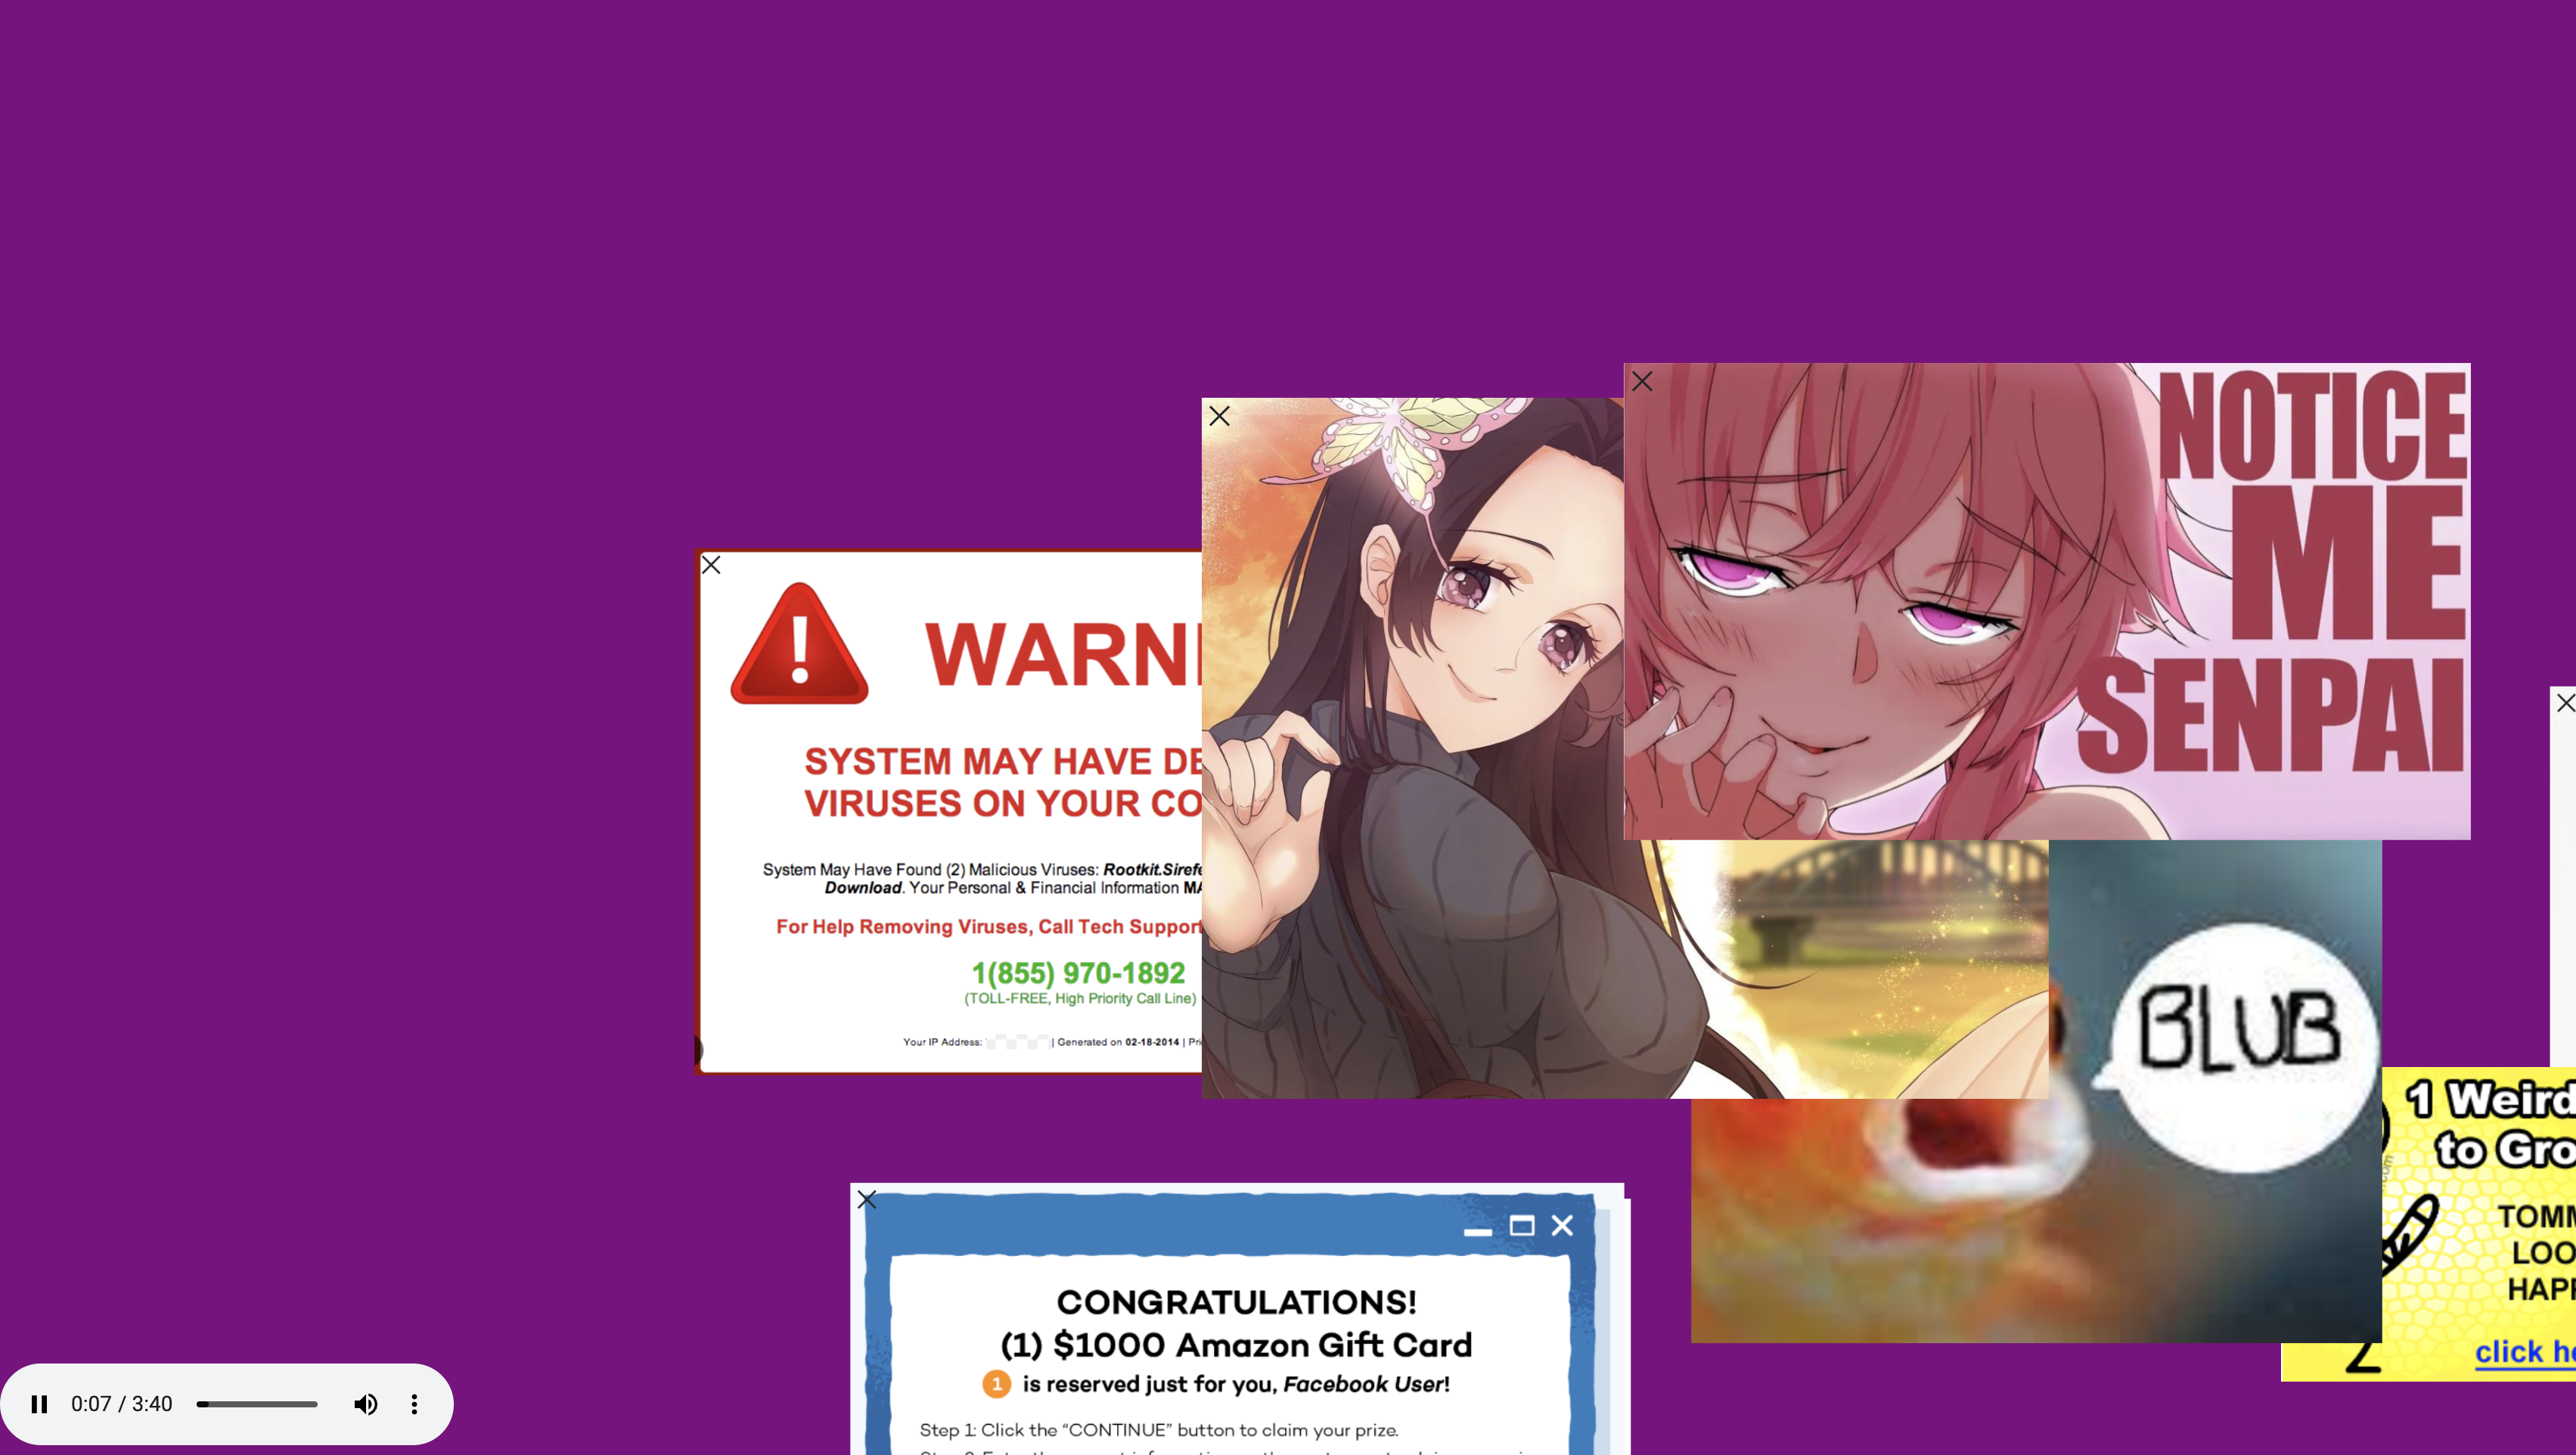 NOTICE
ME
SENPAI
WARNI
SYSTEM MAY HAVE DE
VIRUSES ON YOUR CO
System May Have Found (2) Malicious Viruses: Rootkit.Sirefe
Download. Your Personal & Financial Information MA
For Help Removing Viruses, Call Tech Support
1(855) 970-1892
(TOLL-FREE, High Priority Call Line)
Your IP Address: | Generated on 02-18-2014 | Pri
BLUB
1 Weird
to Gro
TOMM
LOO
HAPP
click he
CONGRATULATIONS!
(1) $1000 Amazon Gift Card
1 is reserved just for you, Facebook User!
Step 1: Click the “CONTINUE” button to claim your prize.
0:07 / 3:40